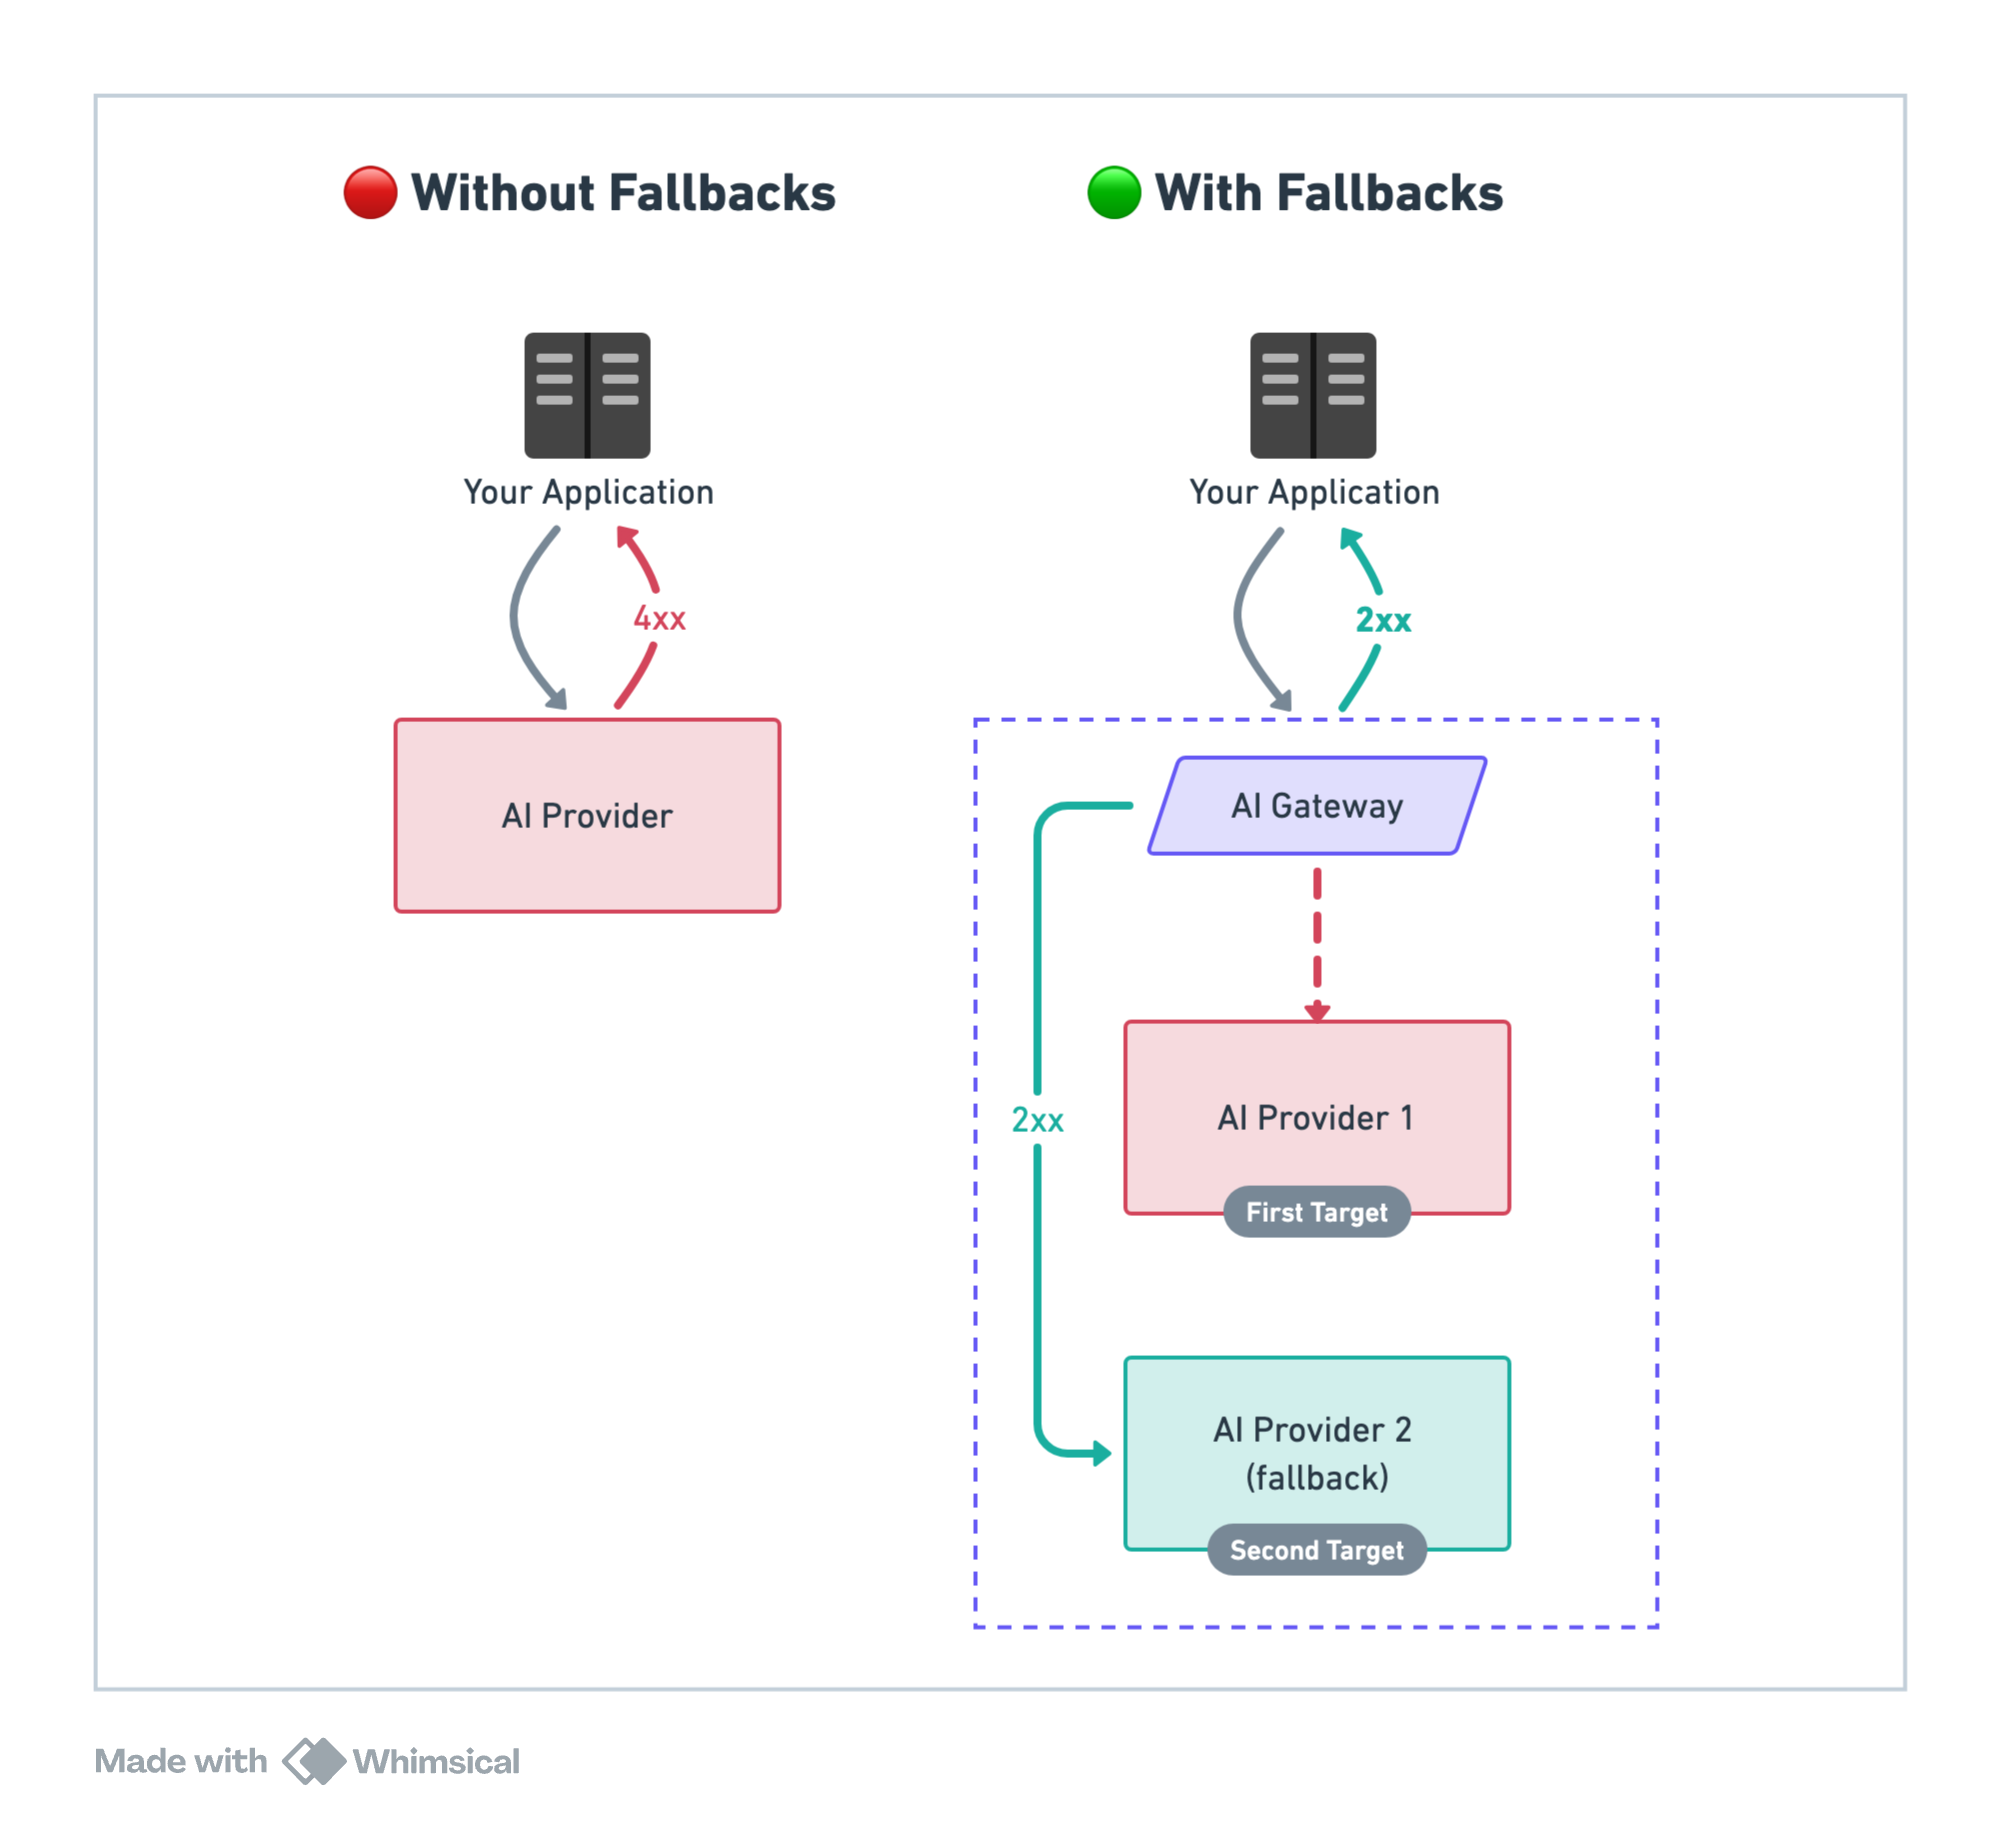 Without Fallbacks
Your Application
4xx
AI Provider
With Fallbacks
Your Application
2xx
AI Gateway
2xx
AI Provider 1
First Target
AI Provider 2
(fallback)
Second Target
Made with Whimsical